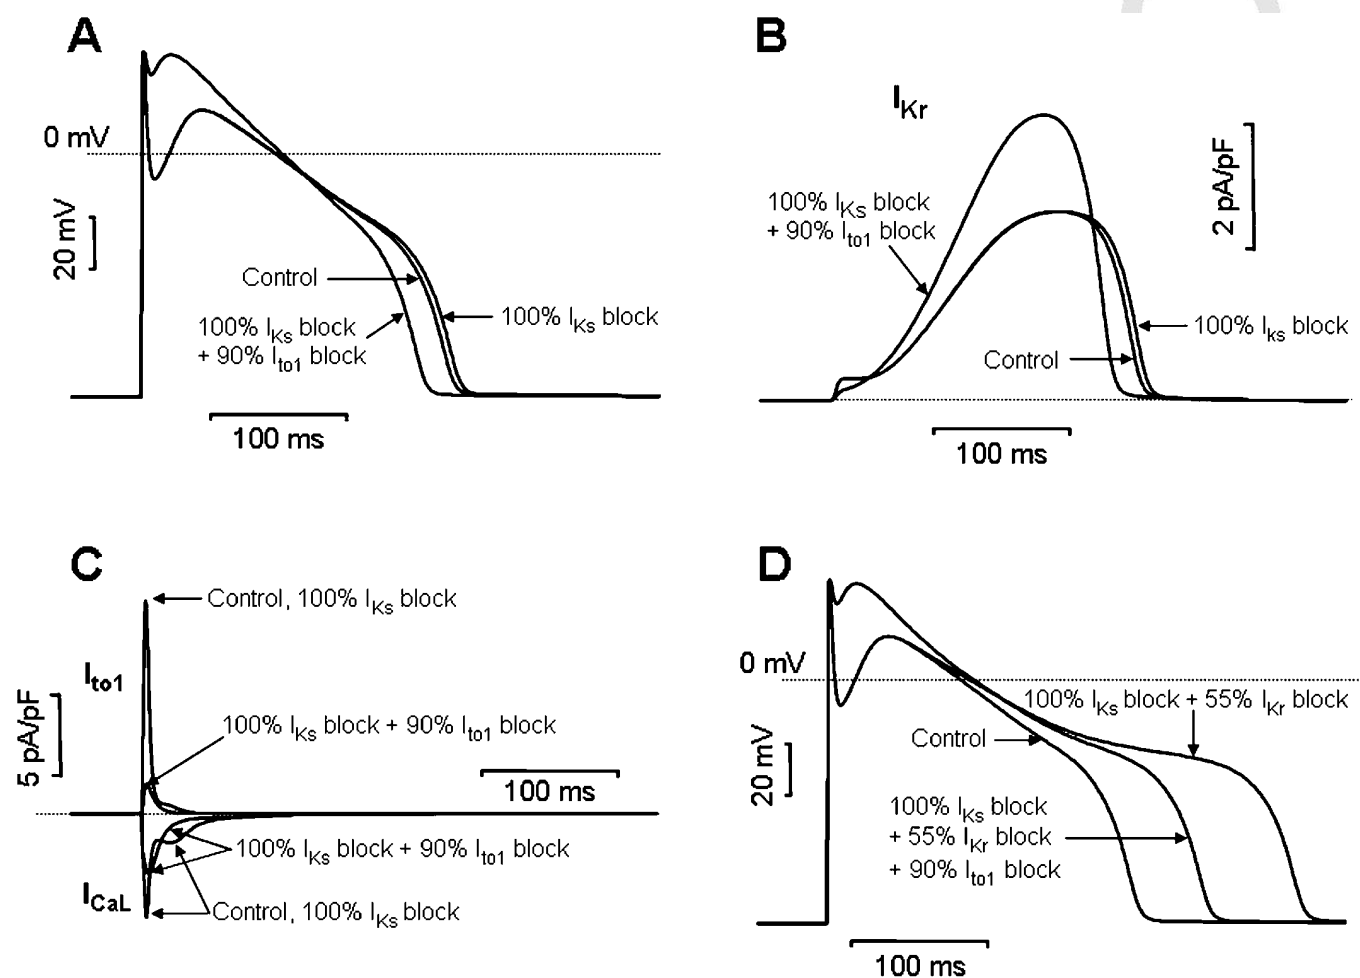 A
0 mV
20 mV
Control
100% IKs block
100% IKs block
+ 90% Ito1 block
100 ms
B
IKr
2 pA/pF
100% IKs block
+ 90% Ito1 block
100% Iks block
Control
100 ms
C
Control, 100% IKs block
Ito1
5 pA/pF
100% IKs block + 90% Ito1 block
100 ms
100% IKs block + 90% Ito1 block
ICaL
Control, 100% IKs block
D
0 mV
100% IKs block + 55% IKr block
Control
20 mV
100% IKs block
+ 55% IKr block
+ 90% Ito1 block
100 ms